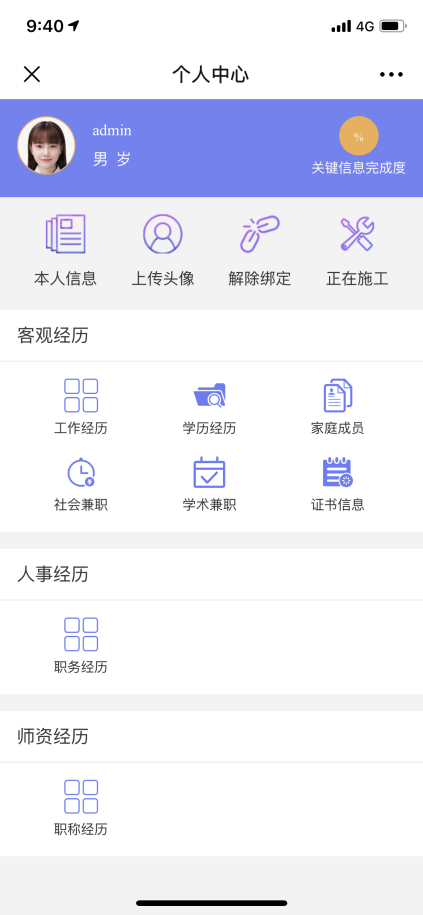 9:40
4G
个人中心
admin
男 岁
%
关键信息完成度
本人信息 上传头像 解除绑定 正在施工
客观经历
工作经历 学历经历 家庭成员
¥
社会兼职 学术兼职 证书信息
人事经历
职务经历
师资经历
职称经历